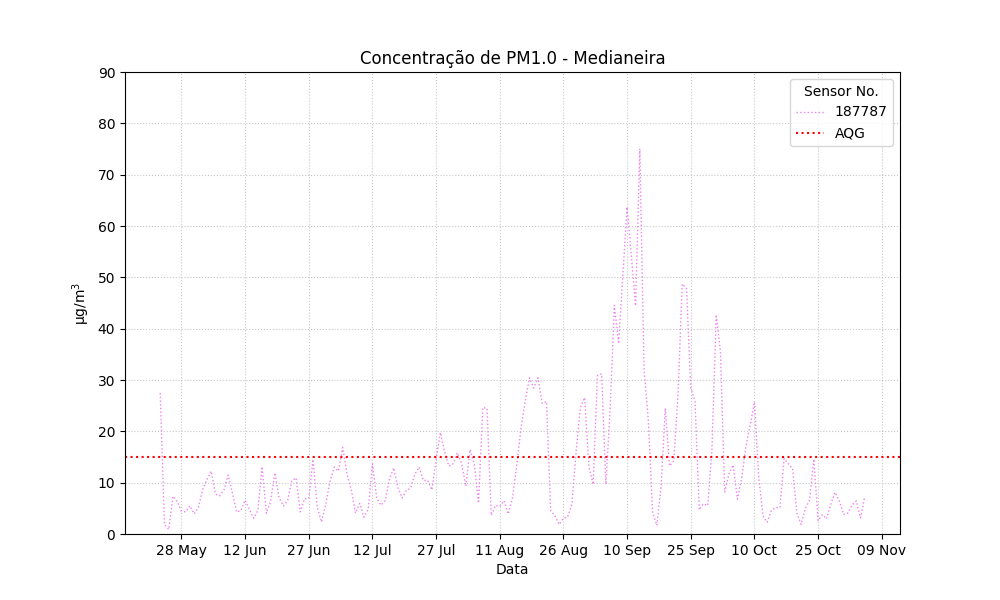 Concentração de PM1.0 - Medianeira
90
80
70
60
50
40
30
20
10
0
µg/m³
Sensor No.
187787
AQG
28 May 12 Jun 27 Jun 12 Jul 27 Jul 11 Aug 26 Aug 10 Sep 25 Sep 10 Oct 25 Oct 09 Nov
Data